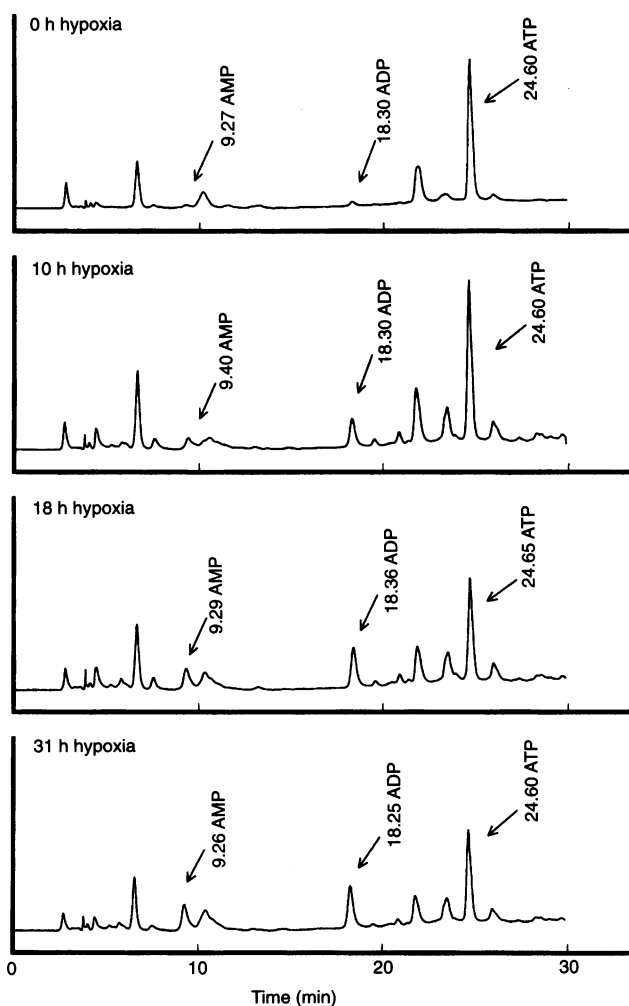 0 h hypoxia
9.27 AMP
18.30 ADP
24.60 ATP
10 h hypoxia
9.40 AMP
18.30 ADP
24.60 ATP
18 h hypoxia
9.29 AMP
18.36 ADP
24.65 ATP
31 h hypoxia
9.26 AMP
18.25 ADP
24.60 ATP
0 10 20 30
Time (min)